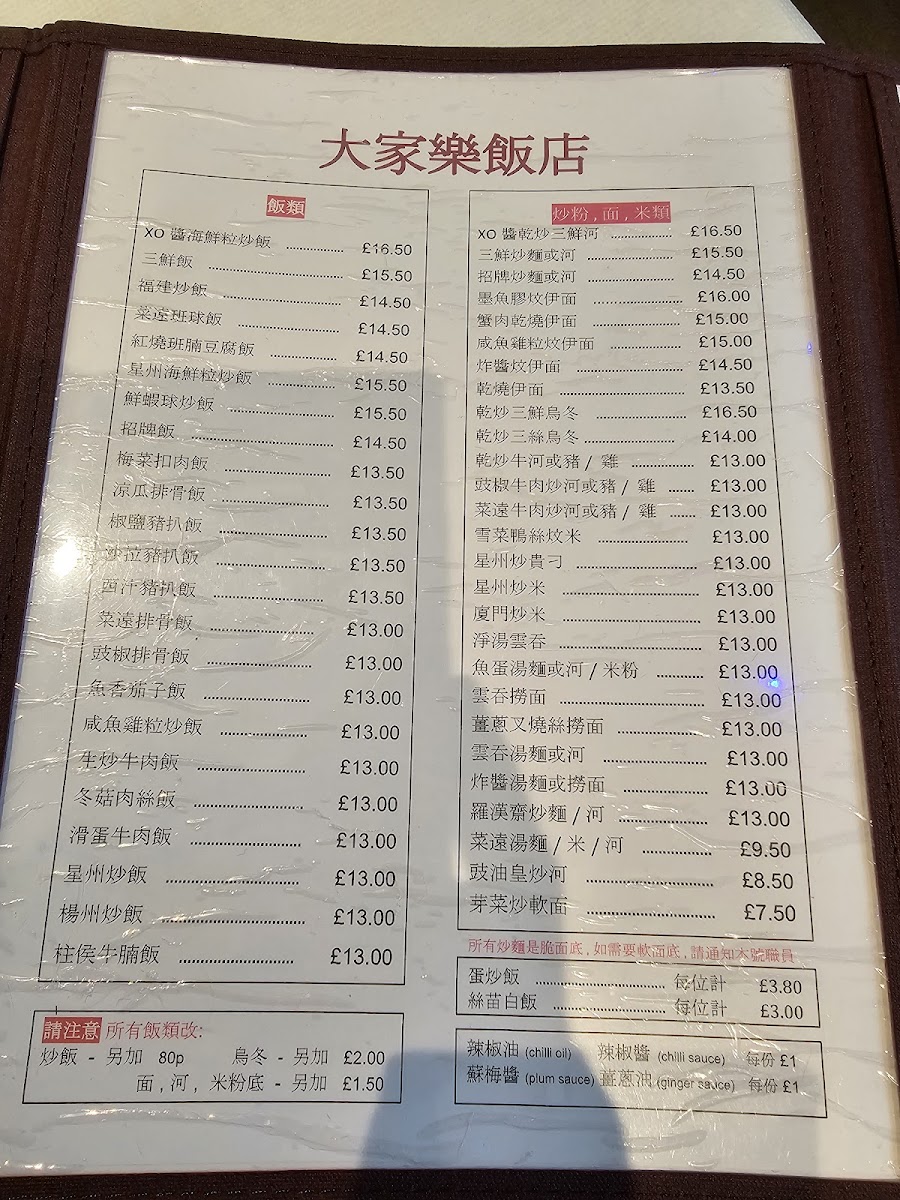 大家樂飯店
飯類
XO 醬海鮮粒炒飯 £16.50
三鮮飯 £15.50
福建炒飯 £14.50
菜遠班球飯 £14.50
紅燒班腩豆腐飯 £14.50
星州海鮮粒炒飯 £15.50
鮮蝦球炒飯 £15.50
招牌飯 £14.50
梅菜扣肉飯 £13.50
涼瓜排骨飯 £13.50
椒鹽豬扒飯 £13.50
沙拉豬扒飯 £13.50
西汁豬扒飯 £13.50
菜遠排骨飯 £13.00
豉椒排骨飯 £13.00
魚香茄子飯 £13.00
咸魚雞粒炒飯 £13.00
生炒牛肉飯 £13.00
冬菇肉絲飯 £13.00
滑蛋牛肉飯 £13.00
星州炒飯 £13.00
楊州炒飯 £13.00
柱侯牛腩飯 £13.00
請注意 所有飯類改:
炒飯 - 另加 80p 烏冬 - 另加 £2.00
面 , 河 , 米粉底 - 另加 £1.50
炒粉 , 面 , 米類
XO 醬乾炒三鮮河 £16.50
三鮮炒麵或河 £15.50
招牌炒麵或河 £14.50
墨魚膠炆伊面 £16.00
蟹肉乾燒伊面 £15.00
咸魚雞粒炆伊面 £15.00
炸醬炆伊面 £14.50
乾燒伊面 £13.50
乾炒三鮮烏冬 £16.50
乾炒三絲烏冬 £14.00
乾炒牛河或豬 / 雞 £13.00
豉椒牛肉炒河或豬 / 雞 £13.00
菜遠牛肉炒河或豬 / 雞 £13.00
雪菜鴨絲炆米 £13.00
星州炒貴刁 £13.00
星州炒米 £13.00
廈門炒米 £13.00
淨湯雲吞 £13.00
魚蛋湯麵或河 / 米粉 £13.00
雲吞撈面 £13.00
薑蔥叉燒絲撈面 £13.00
雲吞湯麵或河 £13.00
炸醬湯麵或撈面 £13.00
羅漢齋炒麵 / 河 £13.00
菜遠湯麵 / 米 / 河 £9.50
豉油皇炒河 £8.50
芽菜炒軟面 £7.50
所有炒麵是脆面底 , 如需要軟面底 , 請通知本號職員
蛋炒飯 每位計 £3.80
絲苗白飯 每位計 £3.00
辣椒油 (chilli oil) 辣椒醬 (chilli sauce) 每份 £1
蘇梅醬 (plum sauce) 薑蔥油 (ginger sauce) 每份 £1